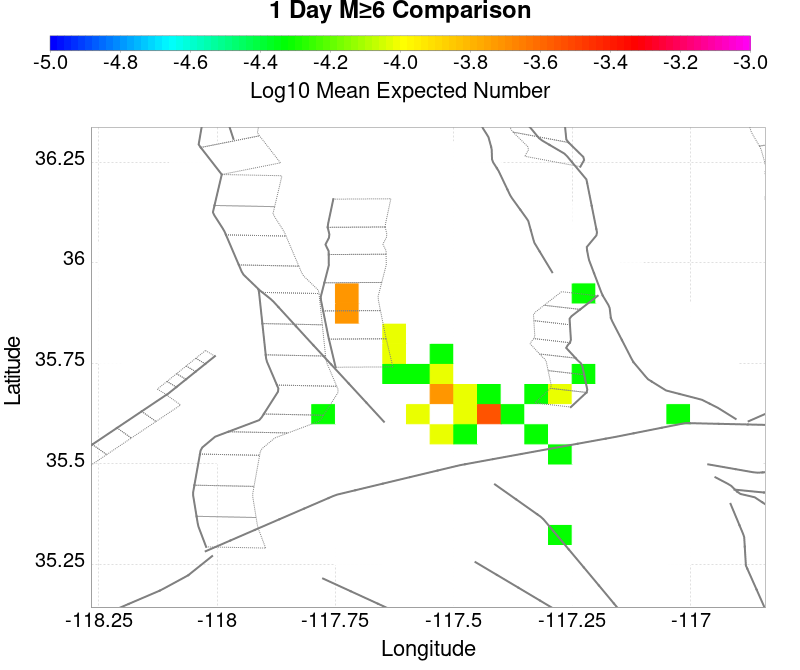 1 Day M≥6 Comparison
-5.0 -4.8 -4.6 -4.4 -4.2 -4.0 -3.8 -3.6 -3.4 -3.2 -3.0
Log10 Mean Expected Number
36.25
36
35.75
35.5
35.25
Latitude
-118.25 -118 -117.75 -117.5 -117.25 -117
Longitude